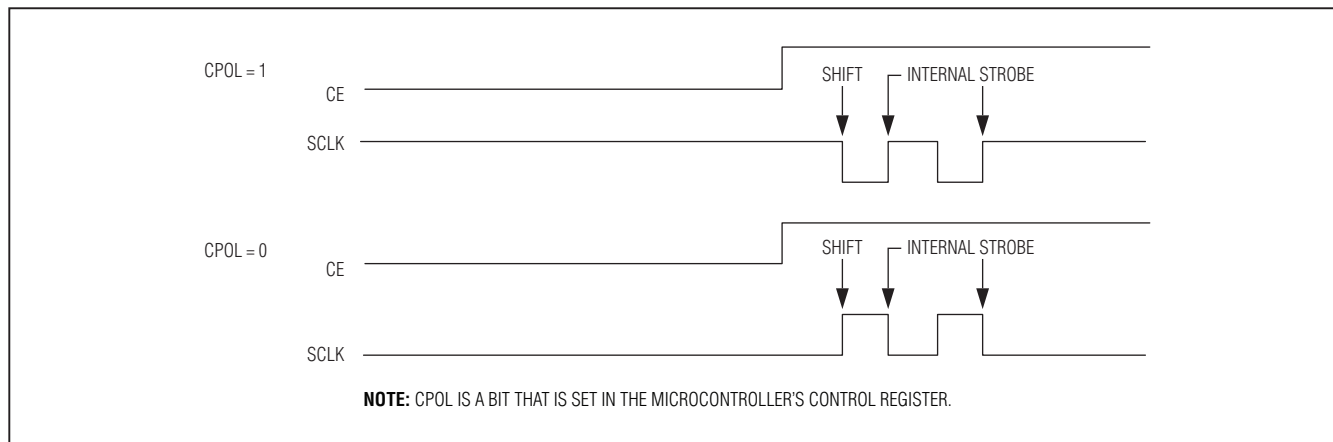 CPOL = 1
CE
SHIFT
INTERNAL STROBE
SCLK
CPOL = 0
CE
SHIFT
INTERNAL STROBE
SCLK
NOTE: CPOL IS A BIT THAT IS SET IN THE MICROCONTROLLER'S CONTROL REGISTER.